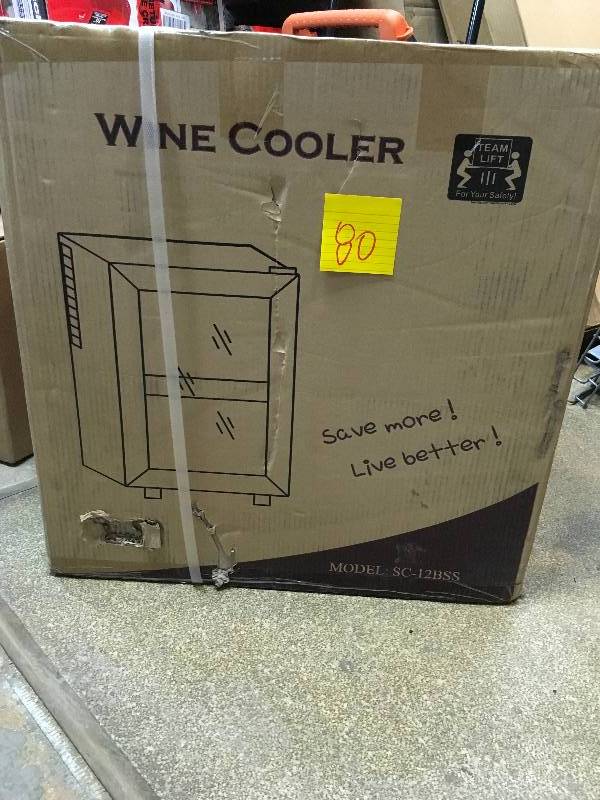 WINE COOLER
TEAM
LIFT
For Your Safety!
80
Save more!
Live better!
MODEL: SC-12BSS